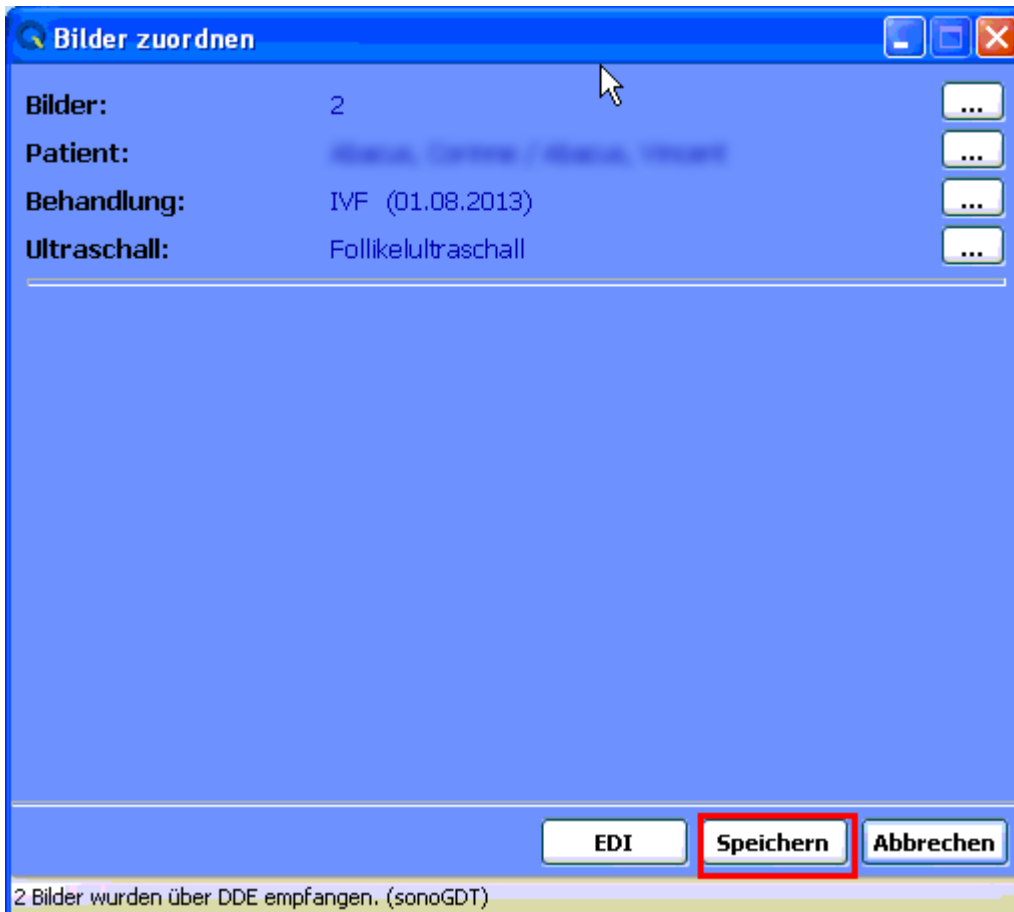 Bilder zuordnen
Bilder: 2 ...
Patient: ...
Behandlung: IVF (01.08.2013) ...
Ultraschall: Follikelultraschall ...
EDI Speichern Abbrechen
2 Bilder wurden über DDE empfangen. (sonoGDT)